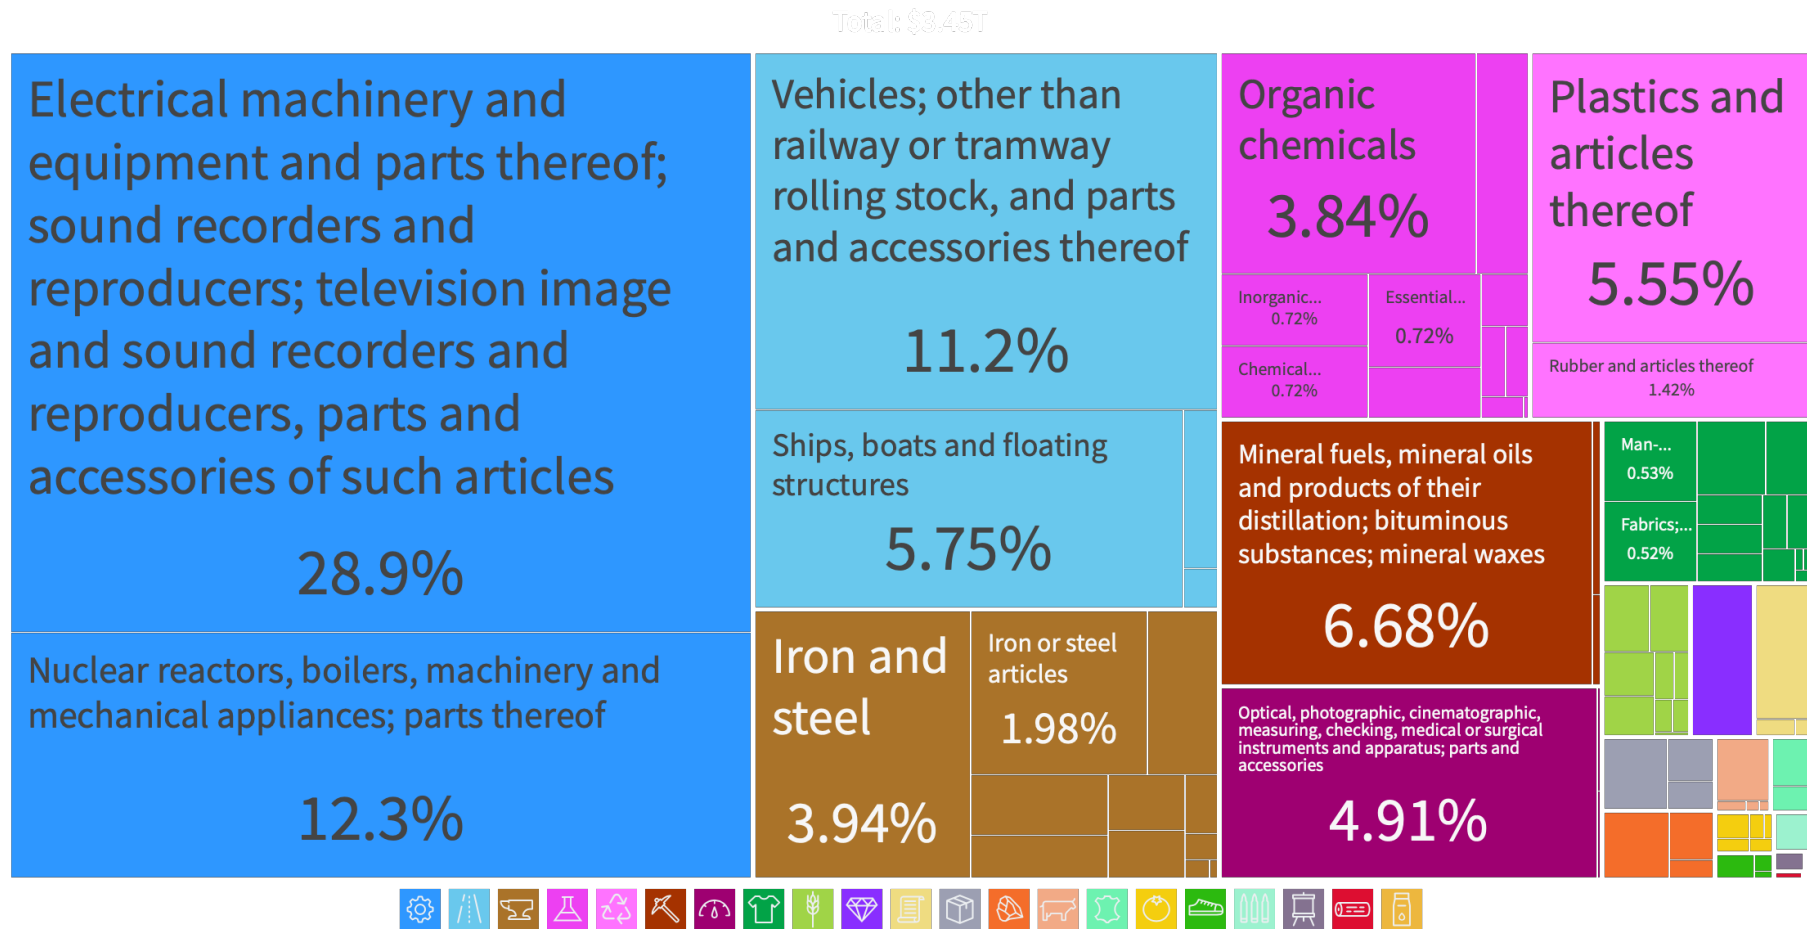 Total: $3.45T
Electrical machinery and
equipment and parts thereof;
sound recorders and
reproducers; television image
and sound recorders and
reproducers, parts and
accessories of such articles
28.9%
Nuclear reactors, boilers, machinery and
mechanical appliances; parts thereof
12.3%
Vehicles; other than
railway or tramway
rolling stock, and parts
and accessories thereof
11.2%
Ships, boats and floating
structures
5.75%
Iron and
steel
3.94%
Iron or steel
articles
1.98%
Organic
chemicals
3.84%
Inorganic...
0.72%
Chemical...
0.72%
Essential...
0.72%
Plastics and
articles
thereof
5.55%
Rubber and articles thereof
1.42%
Mineral fuels, mineral oils
and products of their
distillation; bituminous
substances; mineral waxes
6.68%
Optical, photographic, cinematographic,
measuring, checking, medical or surgical
instruments and apparatus; parts and
accessories
4.91%
Man-...
0.53%
Fabrics;...
0.52%